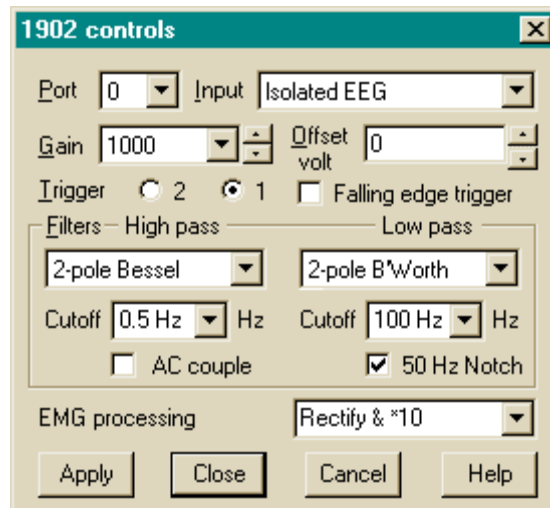 1902 controls
Port 0 Input Isolated EEG
Gain 1000 Offset volt 0
Trigger 2 1 Falling edge trigger
Filters High pass Low pass
2-pole Bessel 2-pole B'Worth
Cutoff 0.5 Hz Hz Cutoff 100 Hz Hz
AC couple 50 Hz Notch
EMG processing Rectify & *10
Apply Close Cancel Help